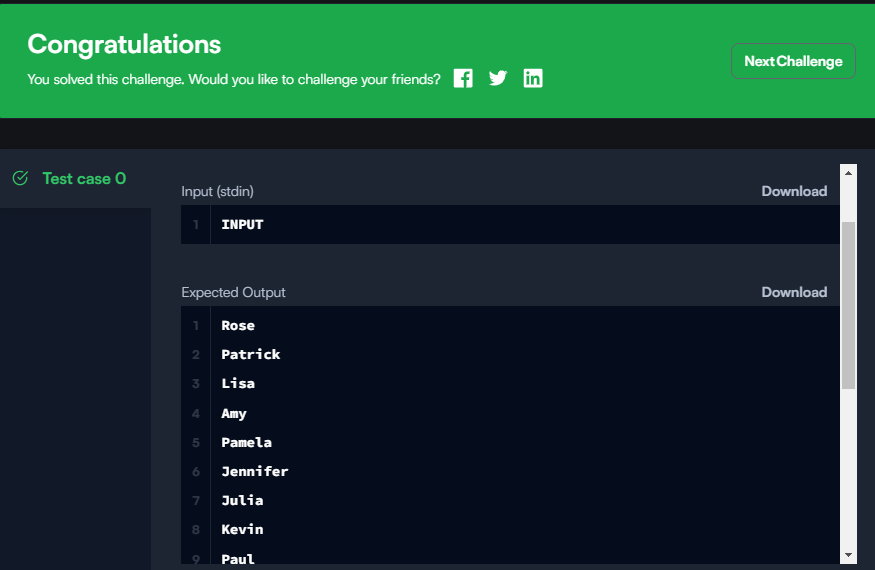 Congratulations
You solved this challenge. Would you like to challenge your friends?
Next Challenge
Test case 0
Input (stdin)
Download
1 INPUT
Expected Output
Download
1 Rose
2 Patrick
3 Lisa
4 Amy
5 Pamela
6 Jennifer
7 Julia
8 Kevin
9 Paul